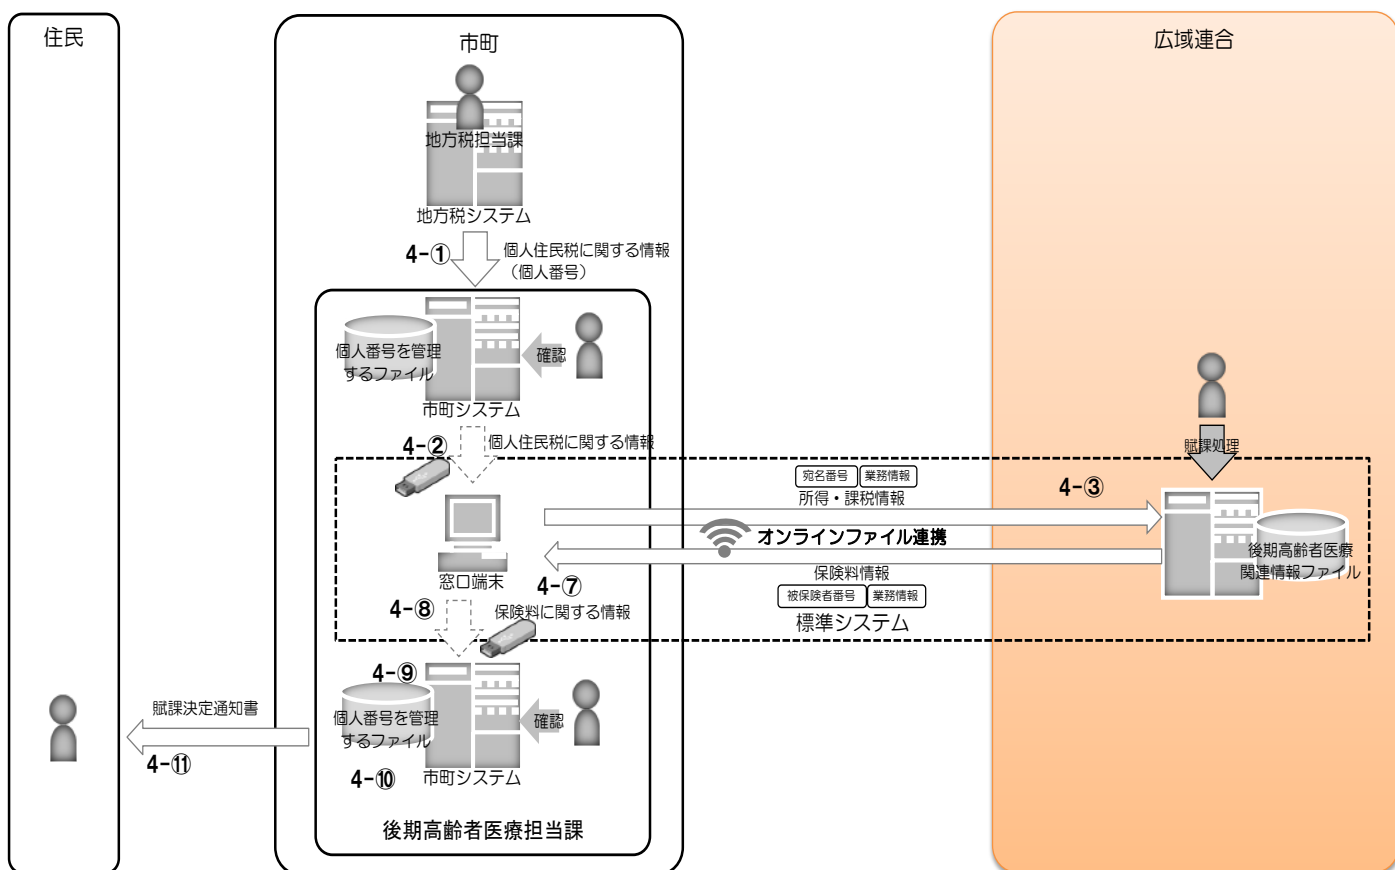 住民
市町
広域連合
地方税担当課
地方税システム
4-①
個人住民税に関する情報
（個人番号）
個人番号を管理
するファイル
確認
市町システム
4-②
個人住民税に関する情報
賦課処理
宛名番号
業務情報
所得・課税情報
4-③
オンラインファイル連携
後期高齢者医療
関連情報ファイル
窓口端末
4-⑦
保険料情報
被保険者番号
業務情報
標準システム
4-⑧
保険料に関する情報
4-⑨
個人番号を管理
するファイル
確認
4-⑩
市町システム
賦課決定通知書
4-⑪
後期高齢者医療担当課